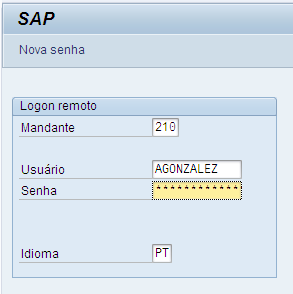 SAP
Nova senha
Logon remoto
Mandante 210
Usuário AGONZALEZ
Senha ************
Idioma PT